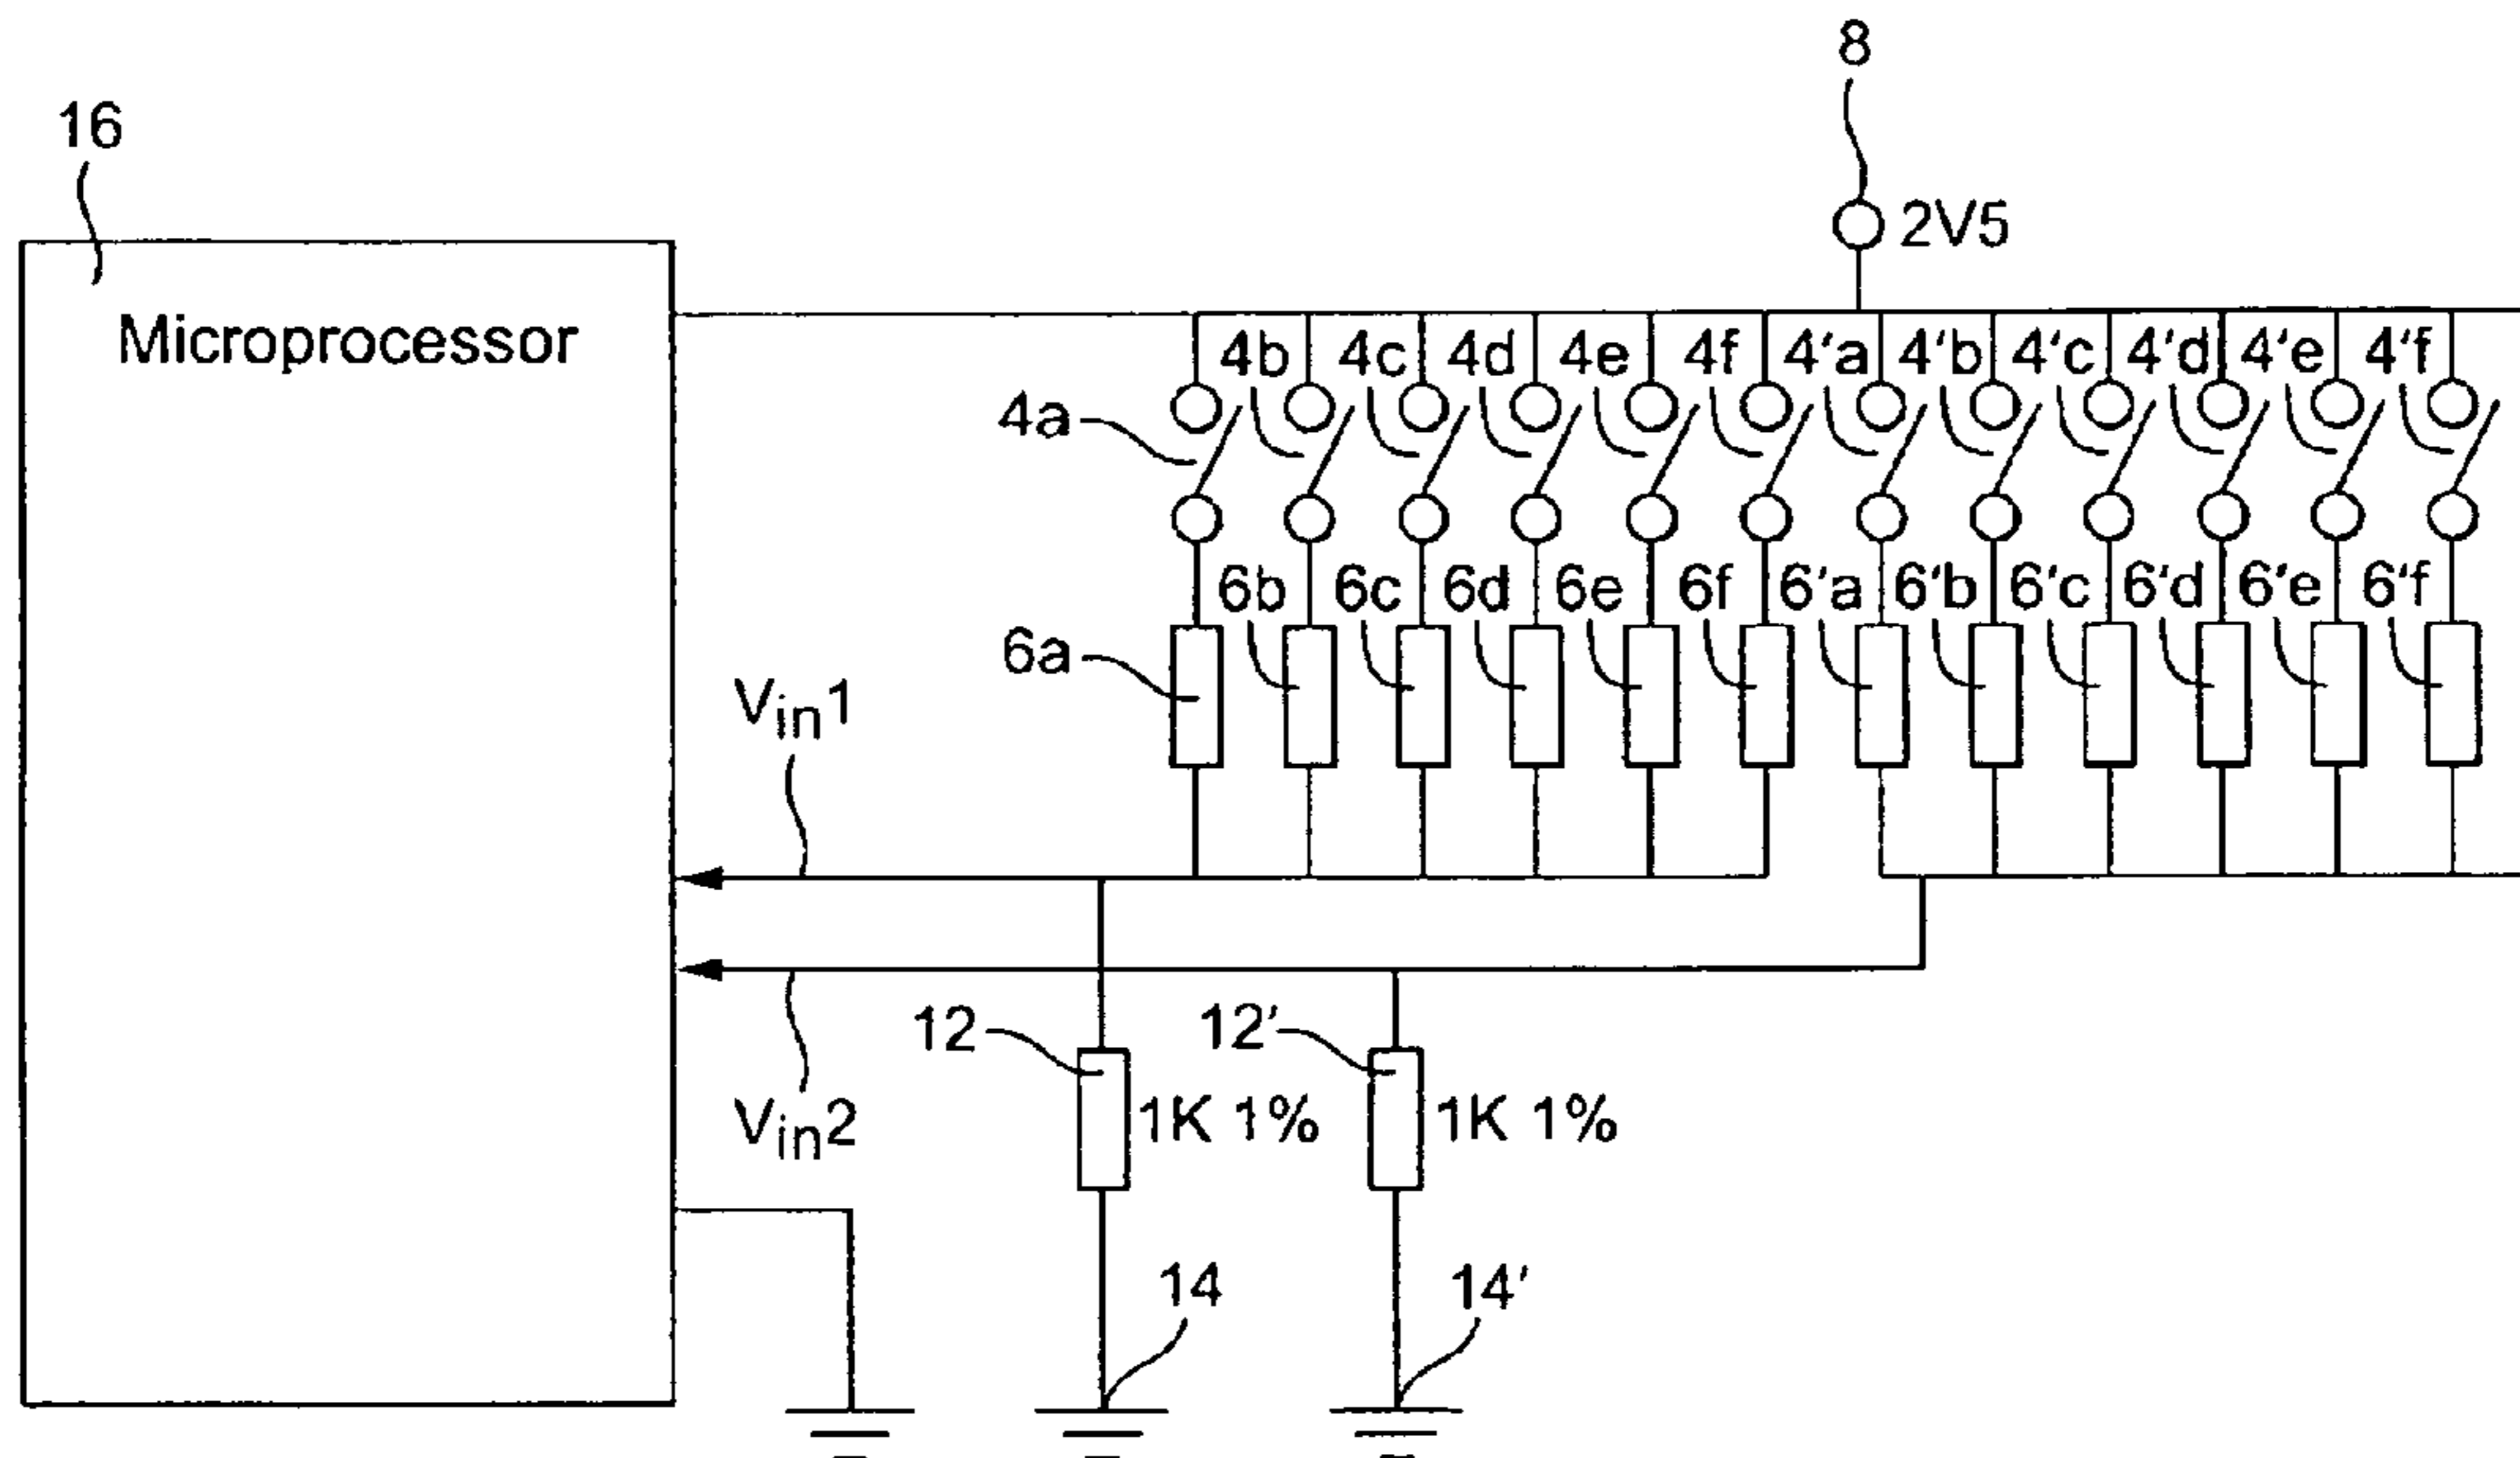 8
16
2V5
Microprocessor
4b 4c 4d 4e 4f 4'a 4'b 4'c 4'd 4'e 4'f
4a
6b 6c 6d 6e 6f 6'a 6'b 6'c 6'd 6'e 6'f
6a
Vin1
12 12'
Vin2 1K 1% 1K 1%
14 14'